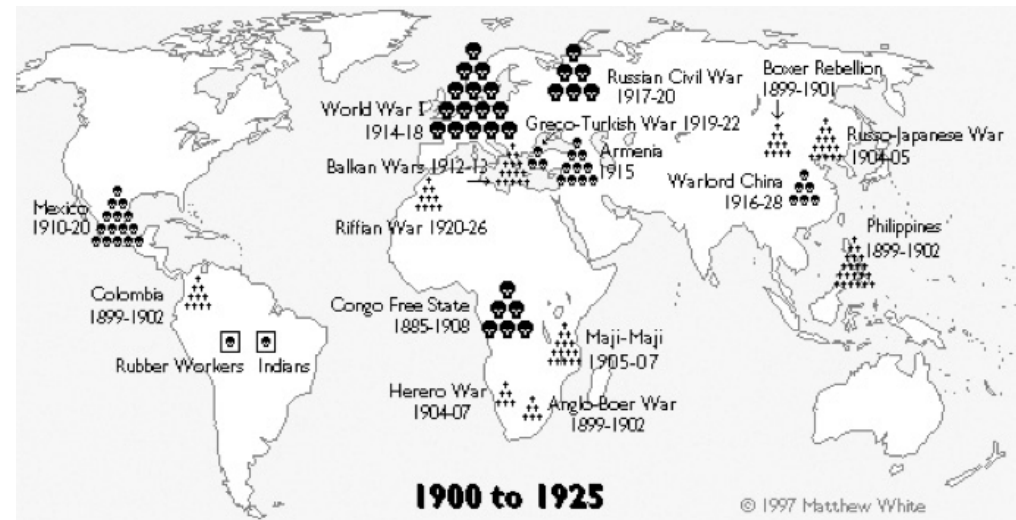 World War I
1914-18
Russian Civil War
1917-20
Boxer Rebellion
1899-1901
Greco-Turkish War 1919-22
Russo-Japanese War
1904-05
Balkan Wars 1912-13
Armenia
1915
Warlord China
1916-28
Mexico
1910-20
Riffian War 1920-26
Philippines
1899-1902
Colombia
1899-1902
Congo Free State
1885-1908
Maji-Maji
1905-07
Rubber Workers
Indians
Herero War
1904-07
Anglo-Boer War
1899-1902
1900 to 1925
© 1997 Matthew White